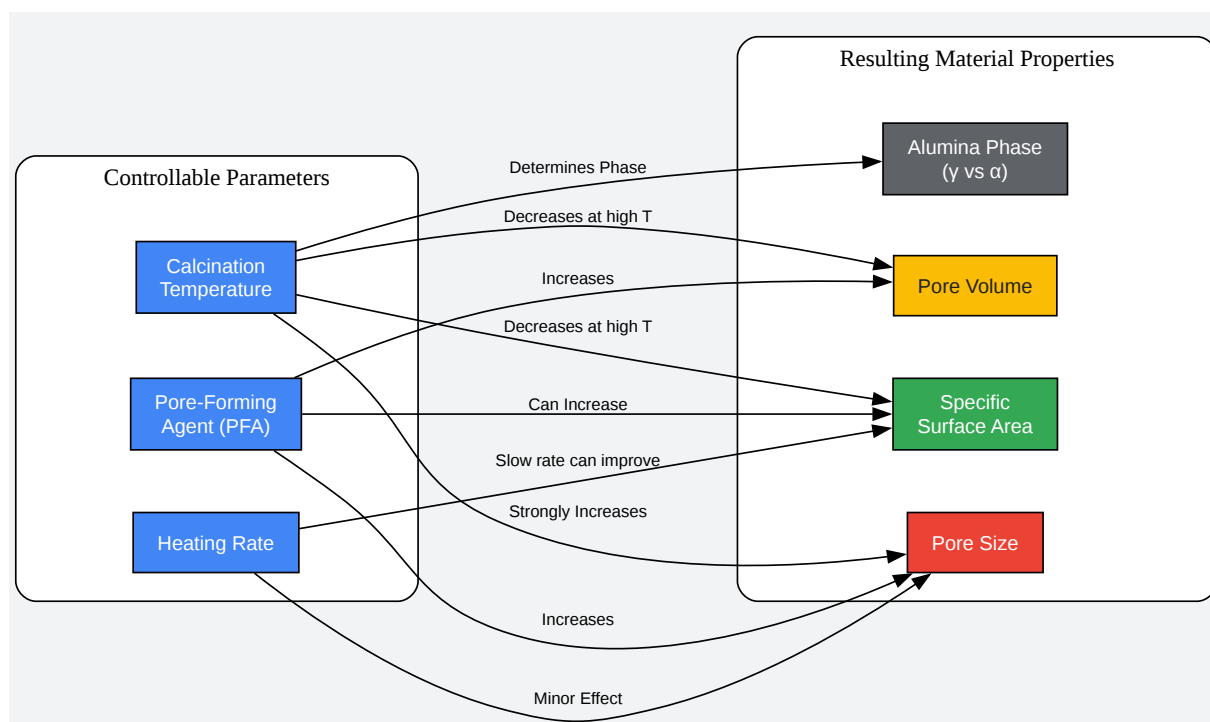 Controllable Parameters
Calcination
Temperature
Pore-Forming
Agent (PFA)
Heating Rate
Determines Phase
Decreases at high T
Increases
Decreases at high T
Can Increase
Slow rate can improve
Strongly Increases
Increases
Minor Effect
Resulting Material Properties
Alumina Phase
(γ vs α)
Pore Volume
Specific
Surface Area
Pore Size